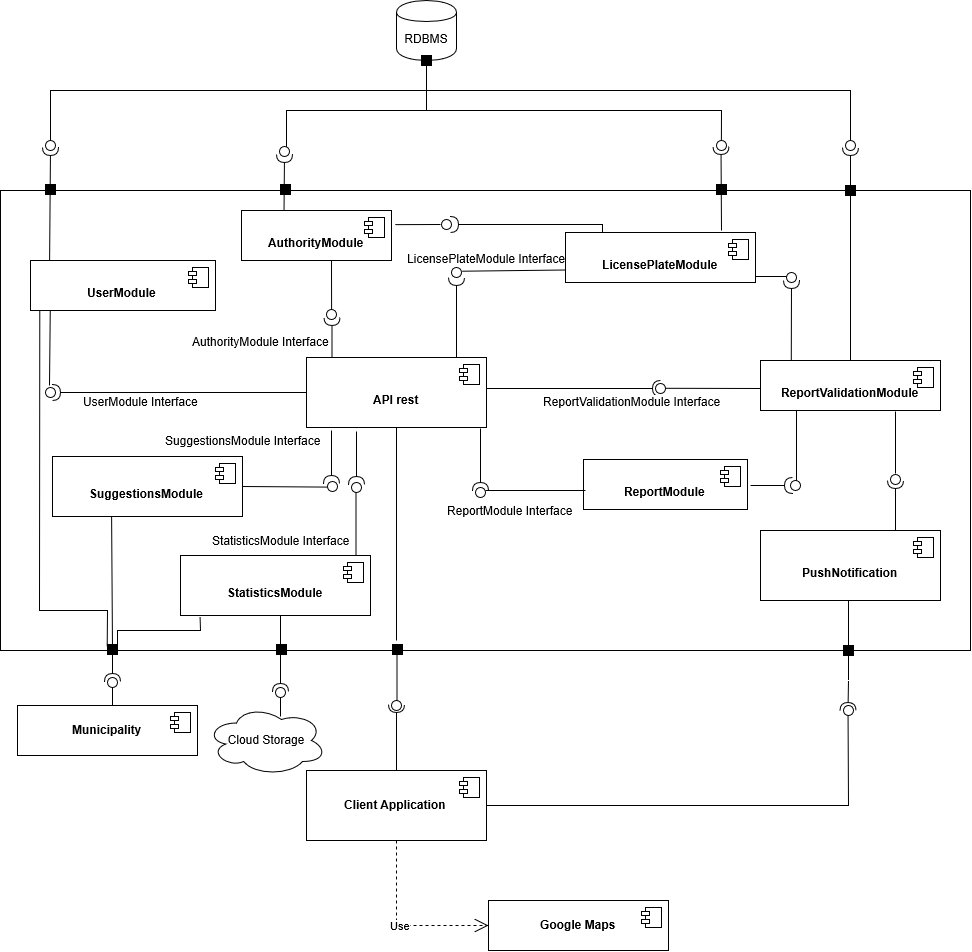 RDBMS
AuthorityModule
LicensePlateModule Interface
LicensePlateModule
UserModule
AuthorityModule Interface
API rest
ReportValidationModule
UserModule Interface
ReportValidationModule Interface
SuggestionsModule Interface
SuggestionsModule
ReportModule
ReportModule Interface
StatisticsModule Interface
PushNotification
StatisticsModule
Municipality
Cloud Storage
Client Application
Use
Google Maps